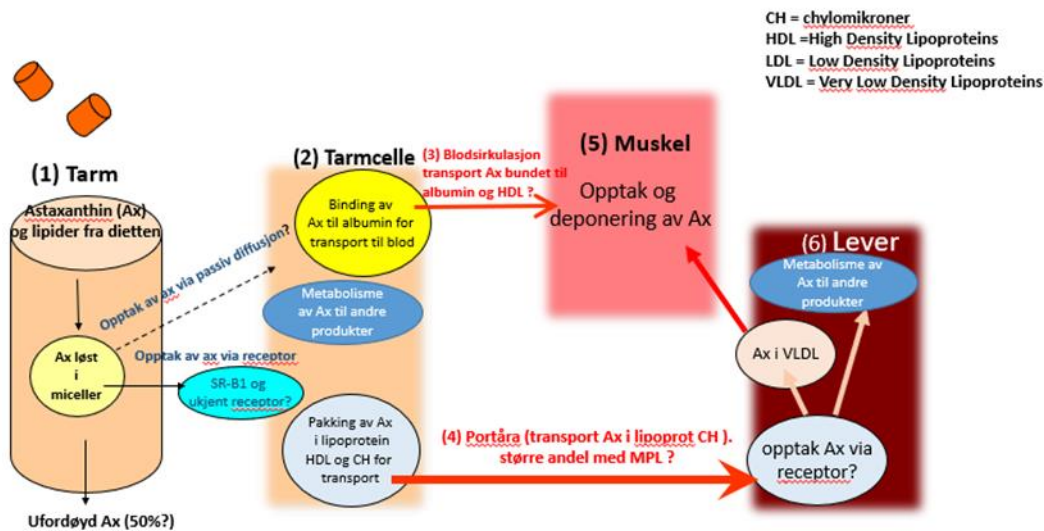 CH = chylomikroner
HDL =High Density Lipoproteins
LDL = Low Density Lipoproteins
VLDL = Very Low Density Lipoproteins
(1) Tarm
Astaxanthin (Ax)
og lipider fra dietten
Ax løst
i
miceller
Ufordøyd Ax (50%?)
Opptak av ax via passiv diffusjon?
Opptak av ax via receptor
SR-B1 og
ukjent receptor?
(2) Tarmcelle
Binding av
Ax til albumin for
transport til blod
Metabolisme
av Ax til andre
produkter
Pakking av Ax
i lipoprotein
HDL og CH for
transport
(3) Blodsirkulasjon
transport Ax bundet til
albumin og HDL ?
(4) Portåra (transport Ax i lipoprot CH ).
større andel med MPL ?
(5) Muskel
Opptak og
deponering av Ax
(6) Lever
Metabolisme av
Ax til andre
produkter
Ax i VLDL
opptak Ax via
receptor?